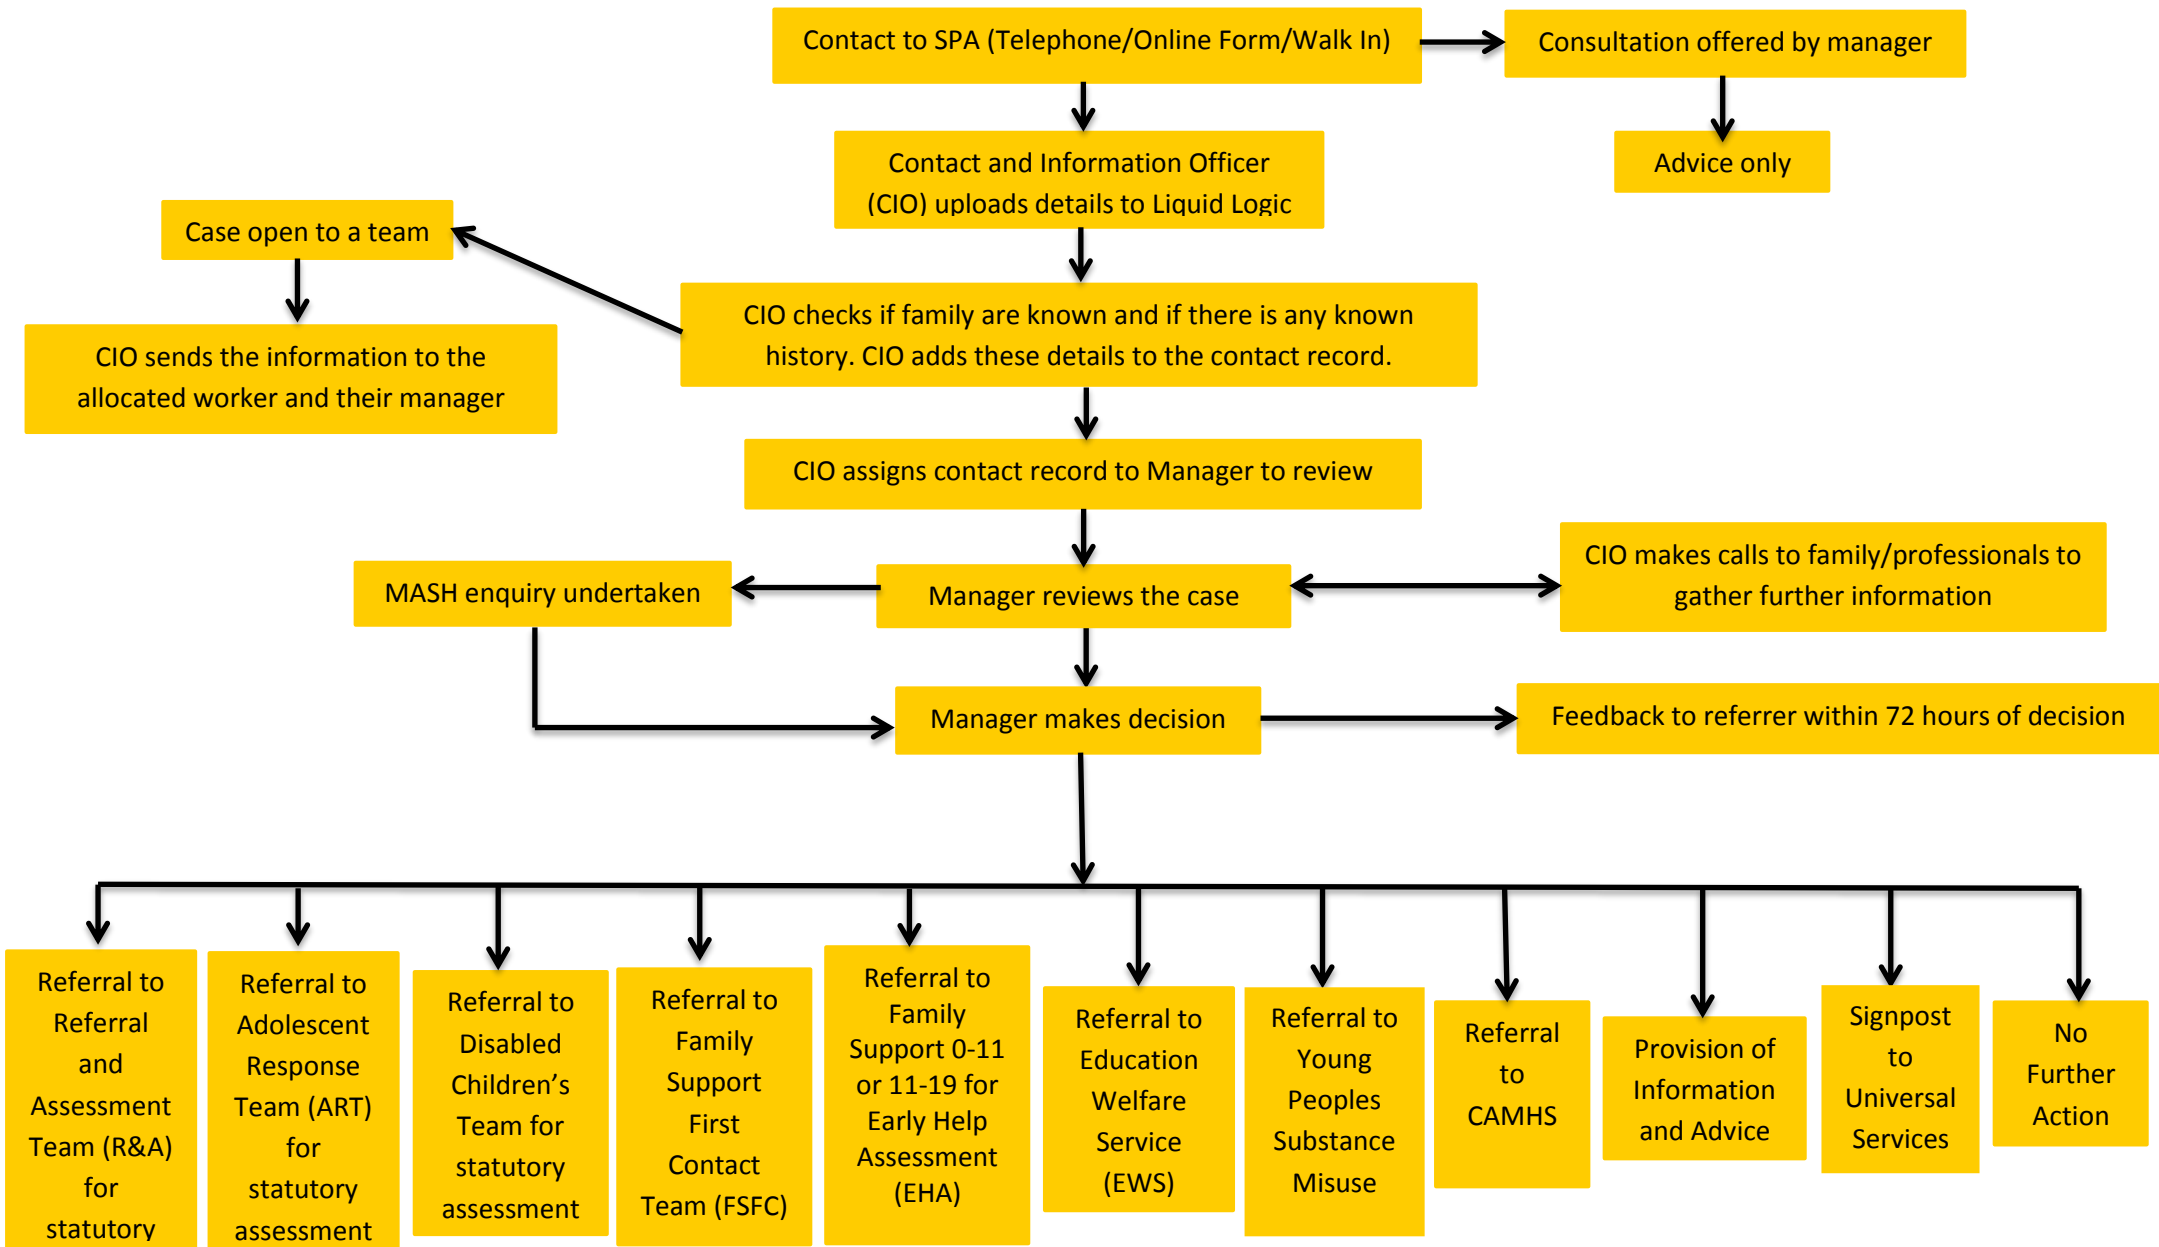 Contact to SPA (Telephone/Online Form/Walk In)
Consultation offered by manager
Advice only
Contact and Information Officer
(CIO) uploads details to Liquid Logic
Case open to a team
CIO sends the information to the
allocated worker and their manager
CIO checks if family are known and if there is any known
history. CIO adds these details to the contact record.
CIO assigns contact record to Manager to review
MASH enquiry undertaken
Manager reviews the case
CIO makes calls to family/professionals to
gather further information
Manager makes decision
Feedback to referrer within 72 hours of decision
Referral to
Referral
and
Assessment
Team (R&A)
for
statutory
Referral to
Adolescent
Response
Team (ART)
for
statutory
assessment
Referral to
Disabled
Children’s
Team for
statutory
assessment
Referral to
Family
Support
First
Contact
Team (FSFC)
Referral to
Family
Support 0-11
or 11-19 for
Early Help
Assessment
(EHA)
Referral to
Education
Welfare
Service
(EWS)
Referral to
Young
Peoples
Substance
Misuse
Referral
to
CAMHS
Provision of
Information
and Advice
Signpost
to
Universal
Services
No
Further
Action